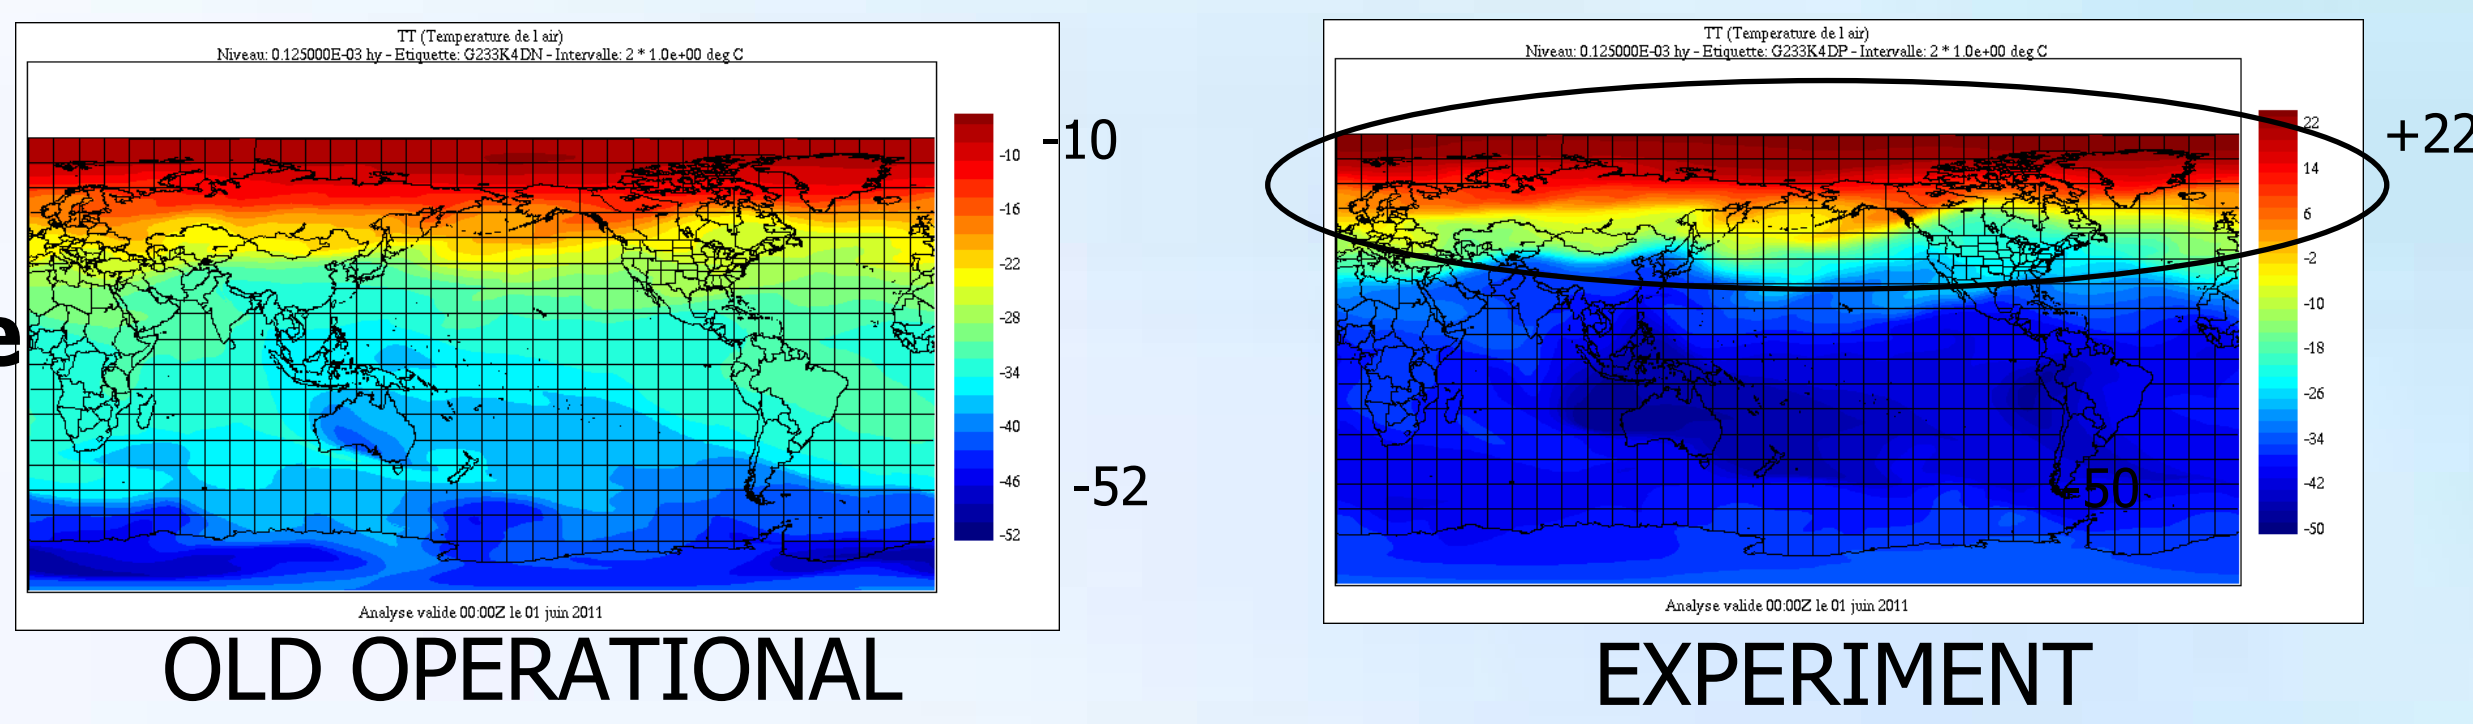 TT (Temperature de l air)
Niveau: 0.125000E-03 hy - Etiquette: G233K4DN - Intervalle: 2 * 1.0e+00 deg C
-10
-16
-22
-28
-34
-40
-46
-52
-10
-52
e
Analyse valide 00:00Z le 01 juin 2011
OLD OPERATIONAL
TT (Temperature de l air)
Niveau: 0.125000E-03 hy - Etiquette: G233K4DP - Intervalle: 2 * 1.0e+00 deg C
22
14
6
-2
-10
-18
-26
-34
-42
-50
+22
-50
Analyse valide 00:00Z le 01 juin 2011
EXPERIMENT